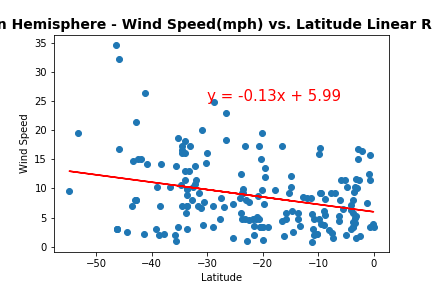 n Hemisphere - Wind Speed(mph) vs. Latitude Linear R
35
30
25
20
15
10
5
0
Wind Speed
y = -0.13x + 5.99
−50 −40 −30 −20 −10 0
Latitude